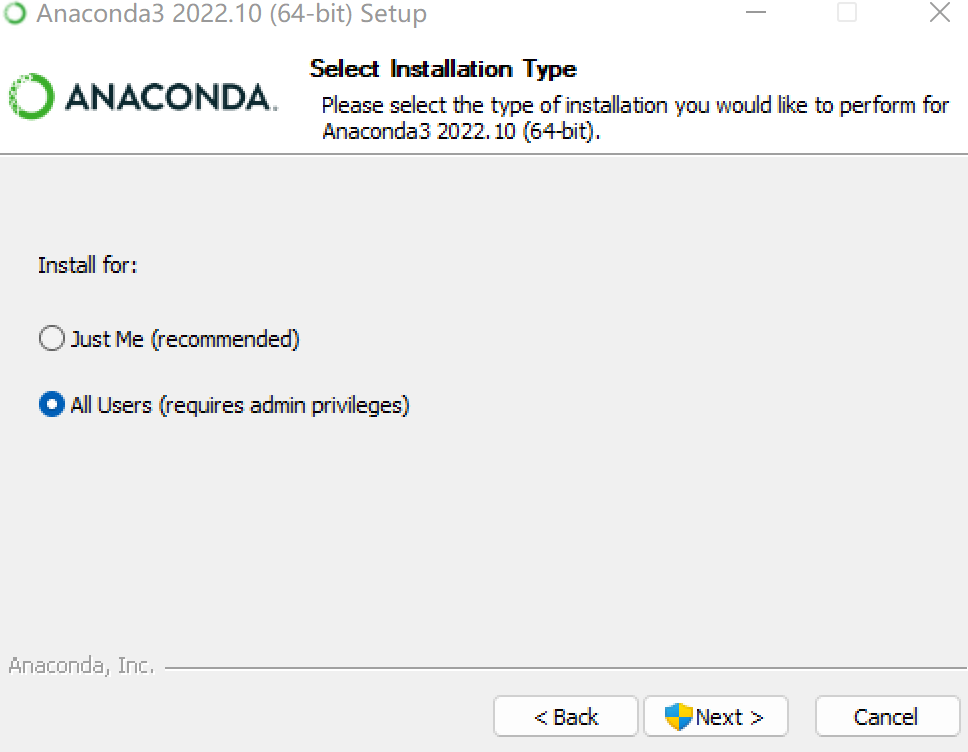 Anaconda3 2022.10 (64-bit) Setup
ANACONDA.
Select Installation Type
Please select the type of installation you would like to perform for
Anaconda3 2022.10 (64-bit).
Install for:
Just Me (recommended)
All Users (requires admin privileges)
Anaconda, Inc.
< Back
Next >
Cancel